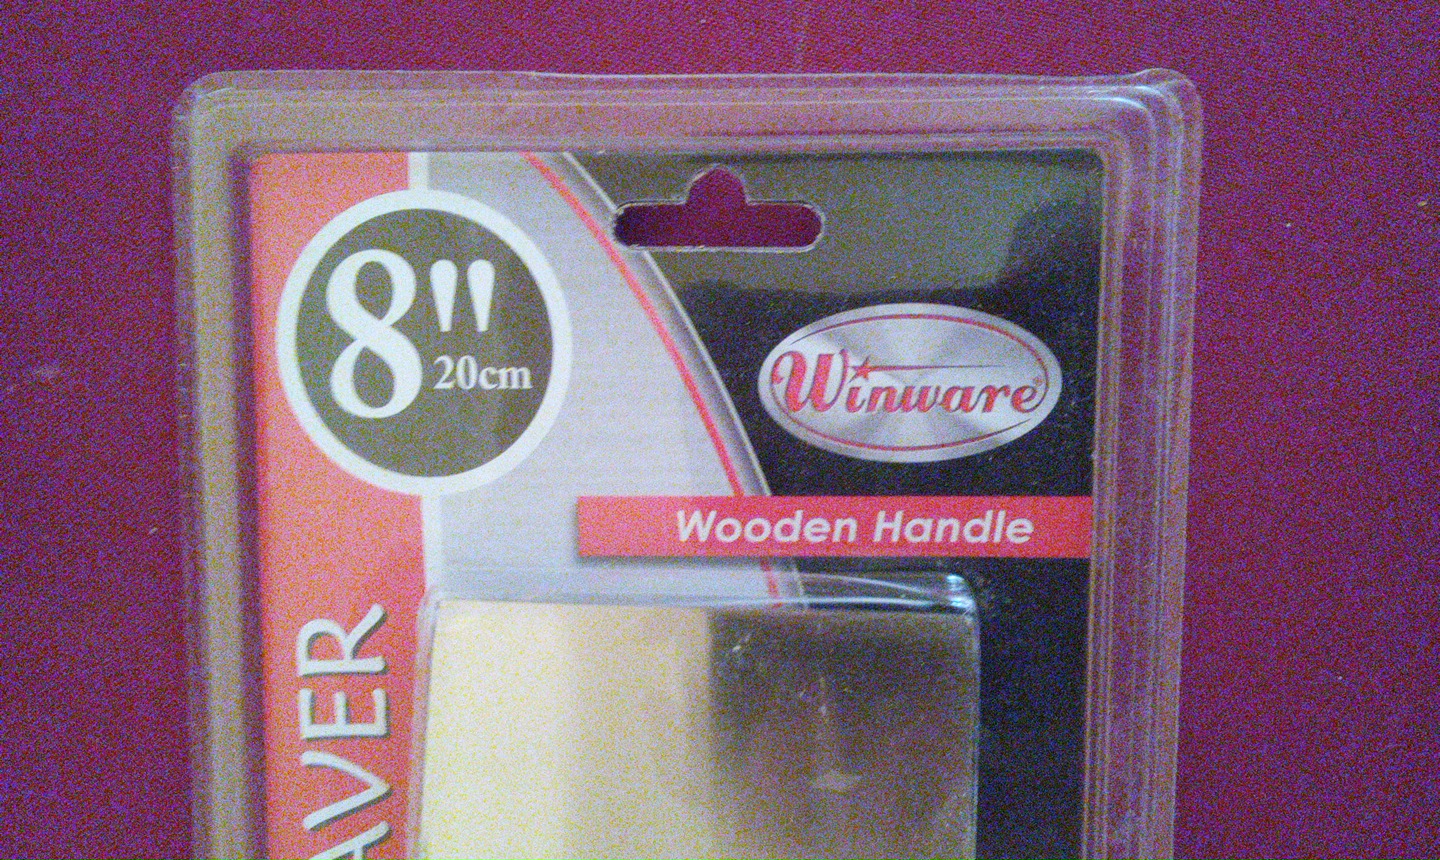 8"
20cm
Winware®
Wooden Handle
AVER